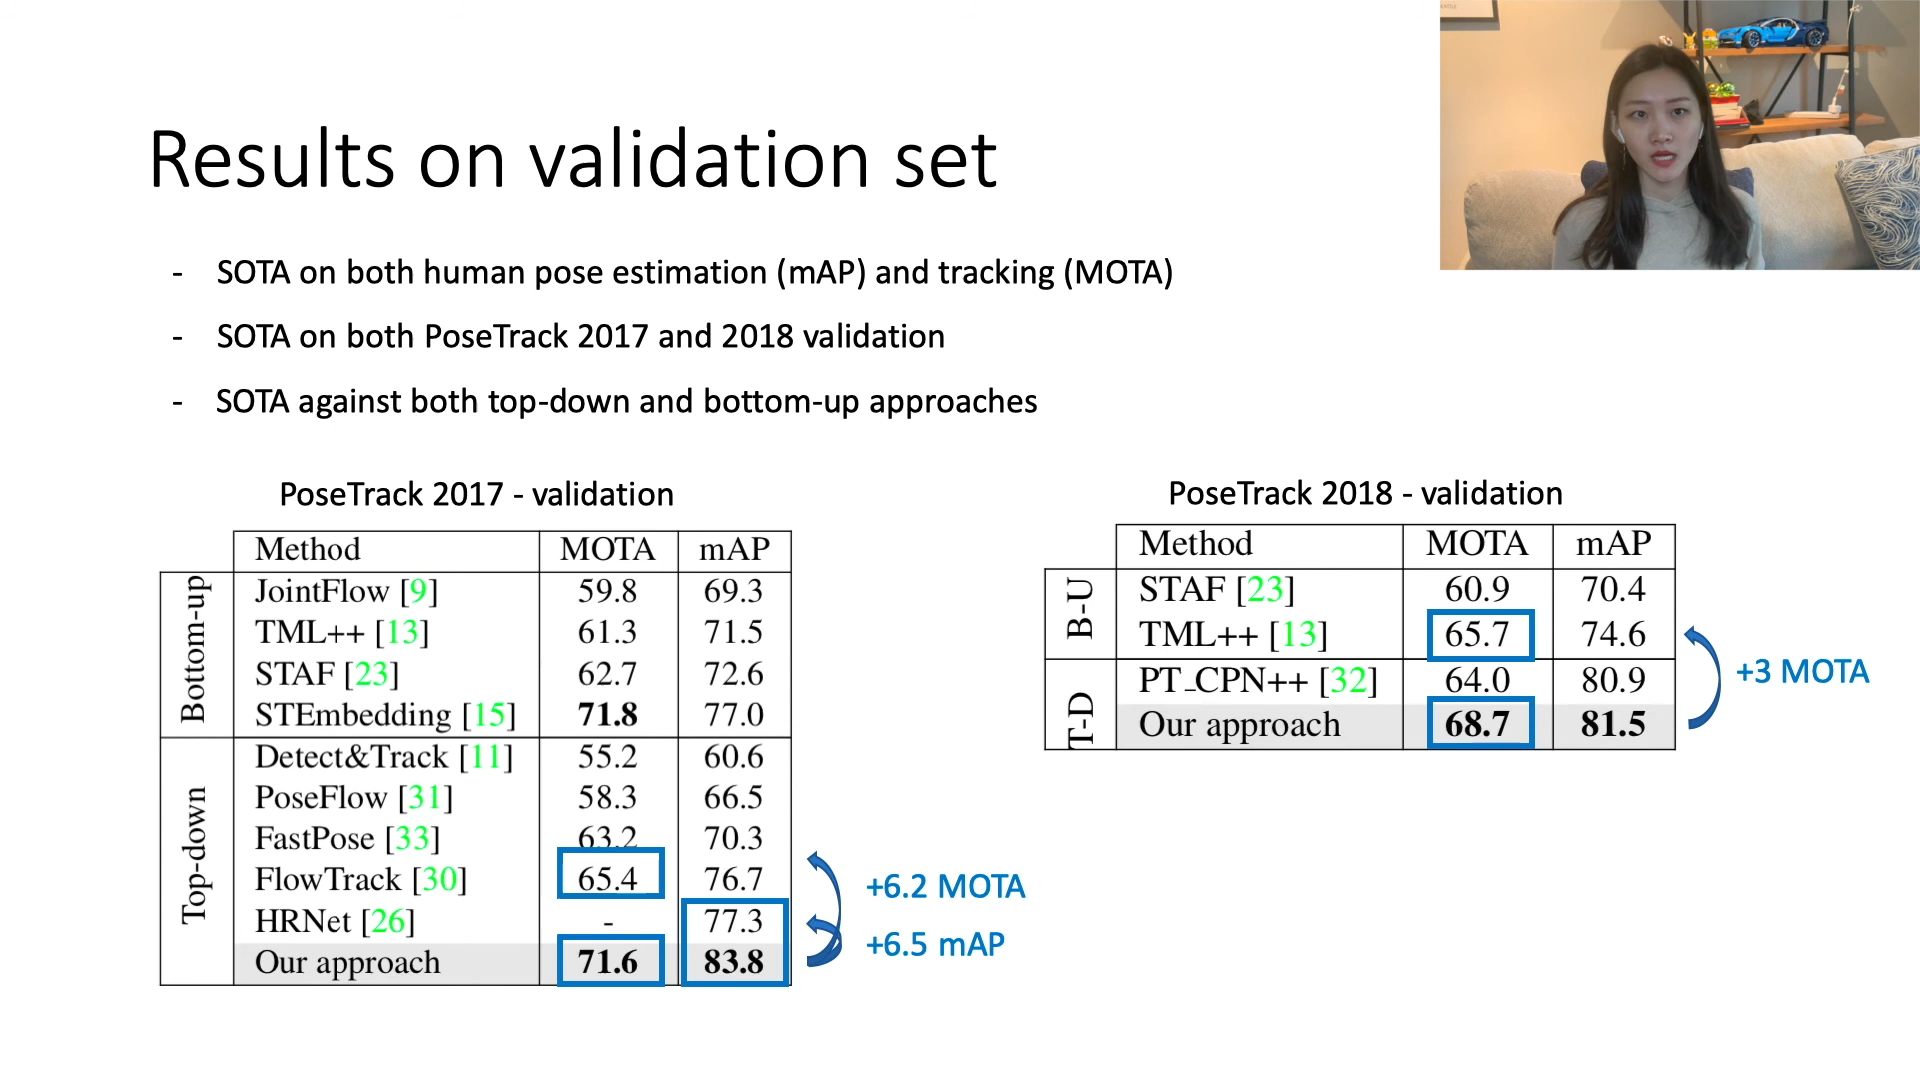 Results on validation set
- SOTA on both human pose estimation (mAP) and tracking (MOTA)
- SOTA on both PoseTrack 2017 and 2018 validation
- SOTA against both top-down and bottom-up approaches
PoseTrack 2017 - validation
Method MOTA mAP
Bottom-up
JointFlow [9] 59.8 69.3
TML++ [13] 61.3 71.5
STAF [23] 62.7 72.6
STEmbedding [15] 71.8 77.0
Top-down
Detect&Track [11] 55.2 60.6
PoseFlow [31] 58.3 66.5
FastPose [33] 63.2 70.3
FlowTrack [30] 65.4 76.7
HRNet [26] - 77.3
Our approach 71.6 83.8
+6.2 MOTA
+6.5 mAP
PoseTrack 2018 - validation
Method MOTA mAP
B-U
STAF [23] 60.9 70.4
TML++ [13] 65.7 74.6
T-D
PT_CPN++ [32] 64.0 80.9
Our approach 68.7 81.5
+3 MOTA